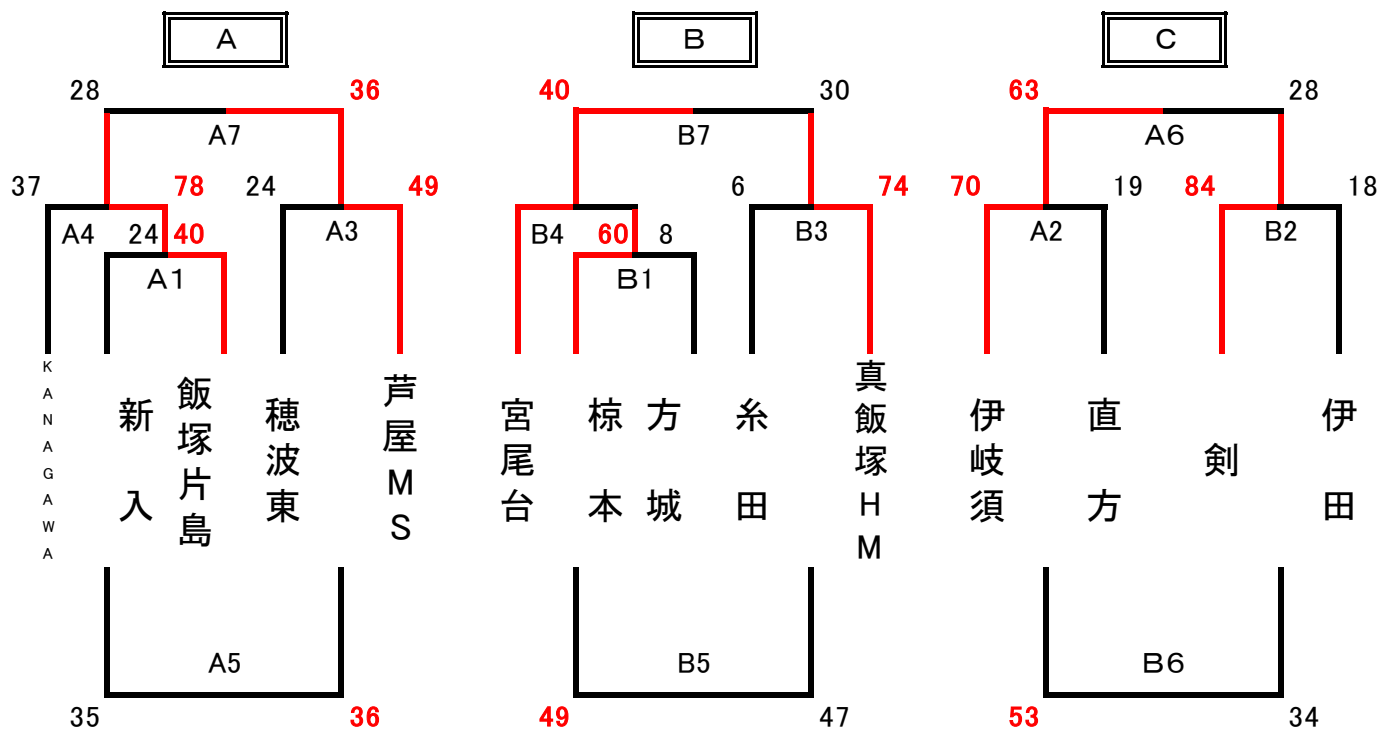 A B C
28 36 40 30 63 28
A7 B7 A6
37 78 24 49 6 74 70 19 84 18
A4 24 40 A3 B4 60 8 B3 A2 B2
A1 B1
KANAGAWA
新入
飯塚片島
穂波東
芦屋MS
宮尾台
椋本
方城
糸田
真飯塚HM
伊岐須
直方
剣
伊田
A5 B5 B6
35 36 49 47 53 34